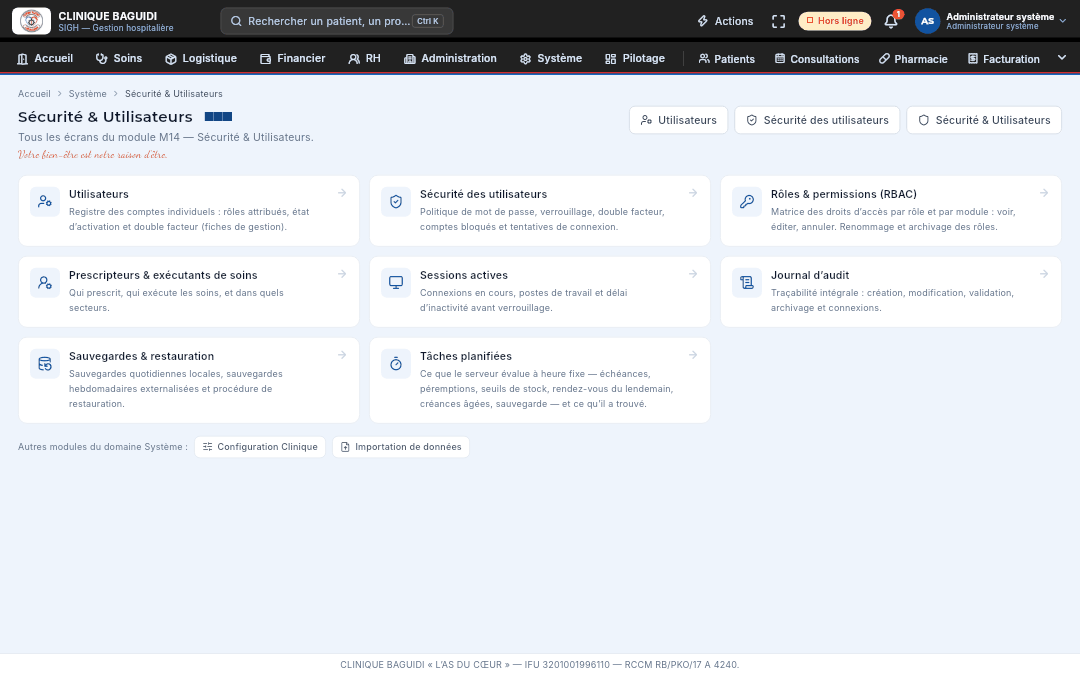 CLINIQUE BAGUIDI
SIGH — Gestion hospitalière
Rechercher un patient, un pro... Ctrl K
Actions
Hors ligne
1
AS
Administrateur système
Administrateur système
Accueil Soins Logistique Financier RH Administration Système Pilotage Patients Consultations Pharmacie Facturation
Accueil > Système > Sécurité & Utilisateurs
Sécurité & Utilisateurs
Tous les écrans du module M14 — Sécurité & Utilisateurs.
Votre bien-être est notre raison d'être.
Utilisateurs Sécurité des utilisateurs Sécurité & Utilisateurs
Utilisateurs
Registre des comptes individuels : rôles attribués, état
d'activation et double facteur (fiches de gestion).
Sécurité des utilisateurs
Politique de mot de passe, verrouillage, double facteur,
comptes bloqués et tentatives de connexion.
Rôles & permissions (RBAC)
Matrice des droits d'accès par rôle et par module : voir,
éditer, annuler. Renommage et archivage des rôles.
Prescripteurs & exécutants de soins
Qui prescrit, qui exécute les soins, et dans quels
secteurs.
Sessions actives
Connexions en cours, postes de travail et délai
d'inactivité avant verrouillage.
Journal d'audit
Traçabilité intégrale : création, modification, validation,
archivage et connexions.
Sauvegardes & restauration
Sauvegardes quotidiennes locales, sauvegardes
hebdomadaires externalisées et procédure de
restauration.
Tâches planifiées
Ce que le serveur évalue à heure fixe — échéances,
péremptions, seuils de stock, rendez-vous du lendemain,
créances âgées, sauvegarde — et ce qu'il a trouvé.
Autres modules du domaine Système : Configuration Clinique Importation de données
CLINIQUE BAGUIDI « L'AS DU CŒUR » — IFU 3201001996110 — RCCM RB/PKO/17 A 4240.